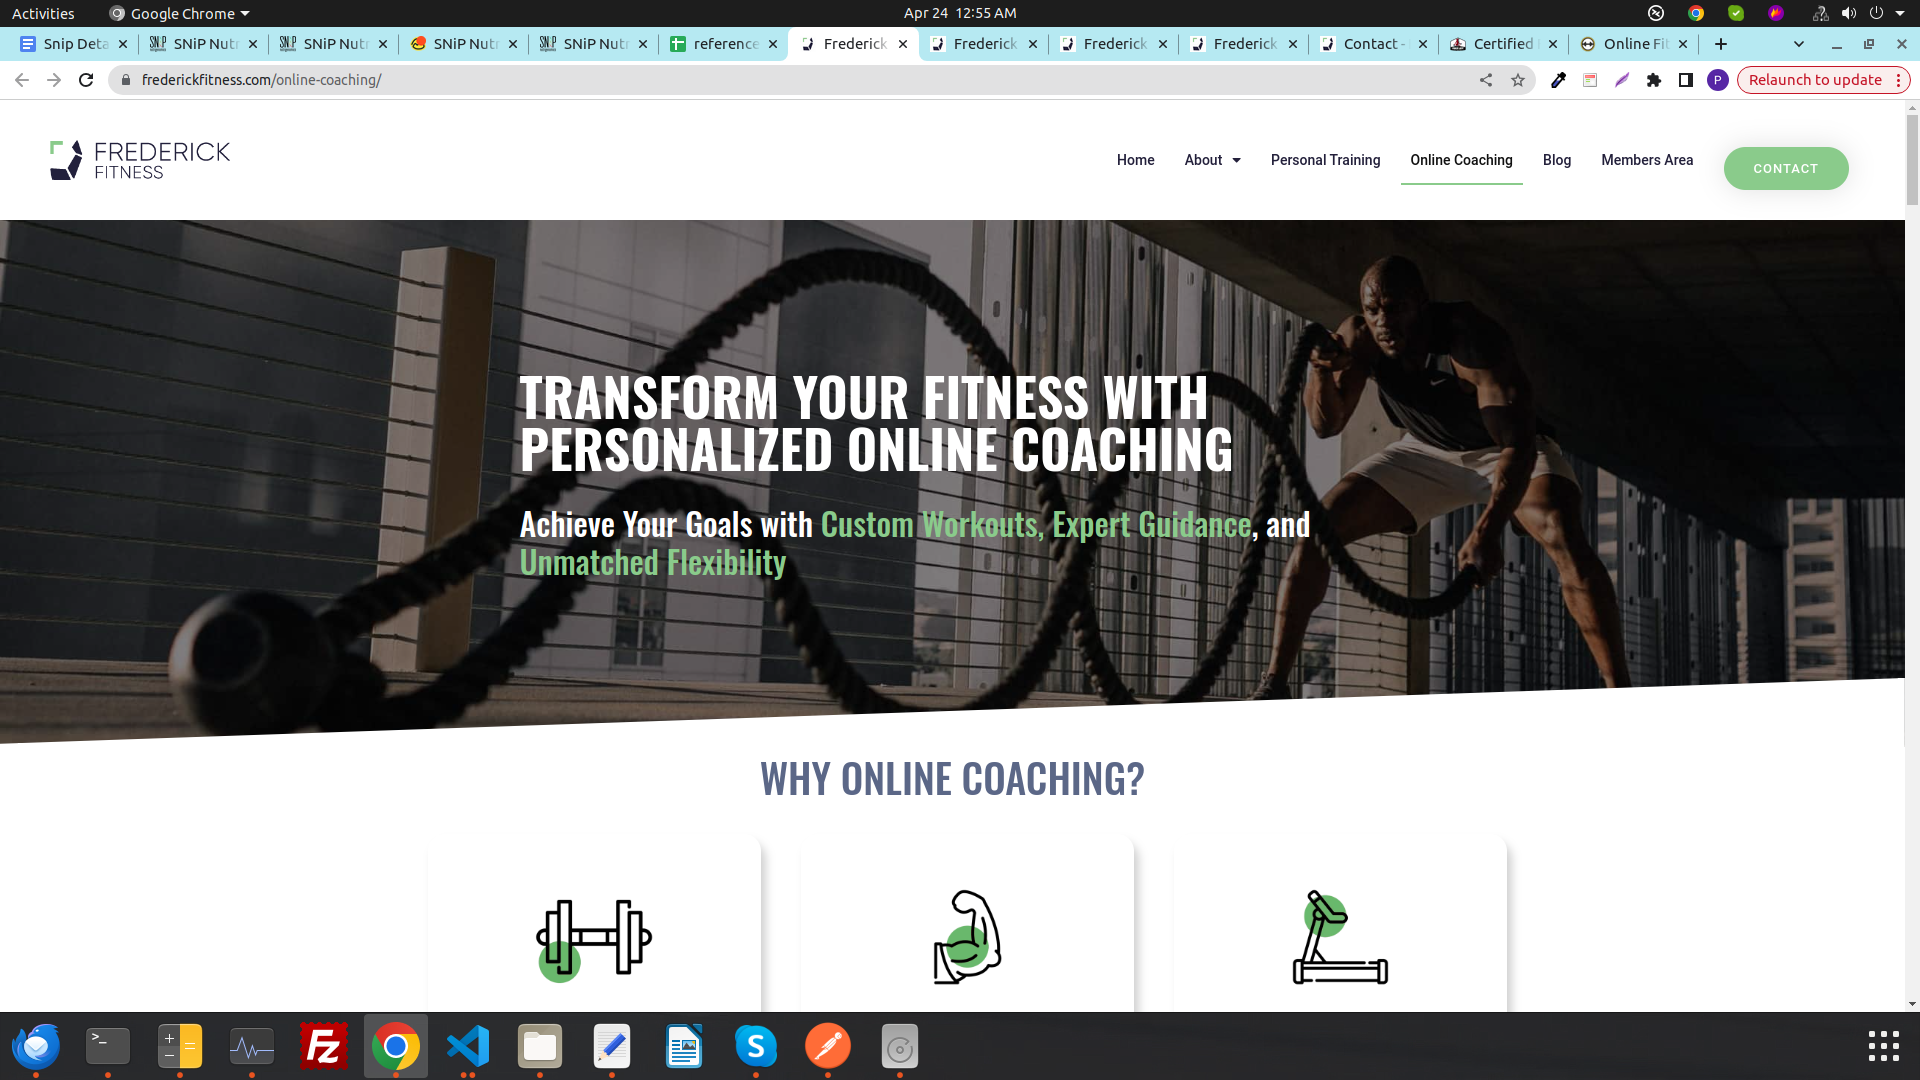 Activities
Google Chrome
Apr 24 12:55 AM
Snip Deta
SNiP Nutr
SNiP Nutr
SNiP Nutr
SNiP Nutr
reference
Frederick
Frederick
Frederick
Frederick
Contact -
Certified
Online Fit
frederickfitness.com/online-coaching/
P
Relaunch to update
FREDERICK
FITNESS
Home
About
Personal Training
Online Coaching
Blog
Members Area
CONTACT
TRANSFORM YOUR FITNESS WITH
PERSONALIZED ONLINE COACHING
Achieve Your Goals with Custom Workouts, Expert Guidance, and
Unmatched Flexibility
WHY ONLINE COACHING?